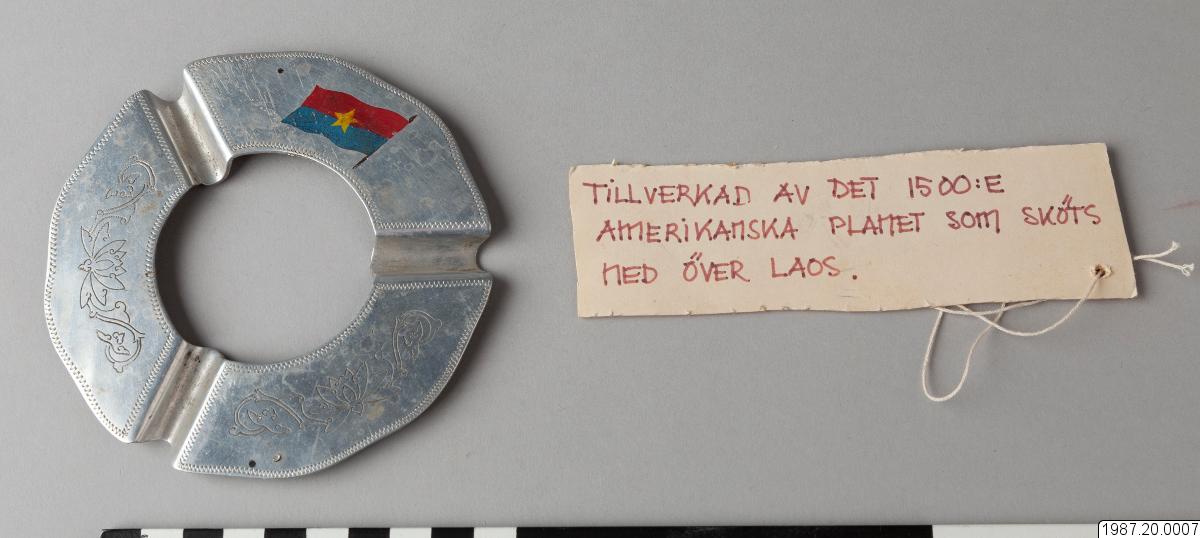 TILLVERKAD AV DET 1500:E
AMERIKANSKA PLANET SOM SKÖTS
NED ÖVER LAOS.
1987.20.0007